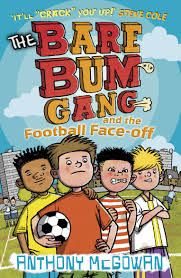 "IT'LL "CRACK" YOU UP!" STEVE COLE
THE
BARE
BUM
GANG
and the
Football Face-off
ANTHONY McGOWAN